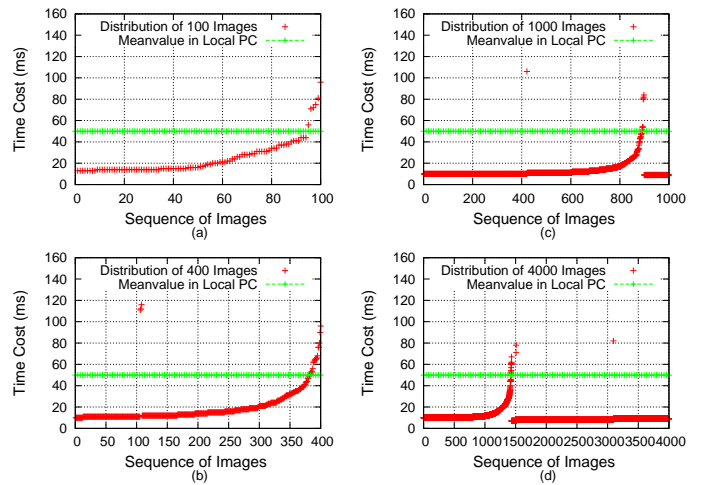 Distribution of 100 Images
Meanvalue in Local PC
Time Cost (ms)
160
140
120
100
80
60
40
20
0
0 20 40 60 80 100
Sequence of Images
(a)
Distribution of 1000 Images
Meanvalue in Local PC
Time Cost (ms)
160
140
120
100
80
60
40
20
0
0 200 400 600 800 1000
Sequence of Images
(c)
Distribution of 400 Images
Meanvalue in Local PC
Time Cost (ms)
160
140
120
100
80
60
40
20
0
0 50 100 150 200 250 300 350 400
Sequence of Images
(b)
Distribution of 4000 Images
Meanvalue in Local PC
Time Cost (ms)
160
140
120
100
80
60
40
20
0
0 500 1000 1500 2000 2500 3000 3500 4000
Sequence of Images
(d)